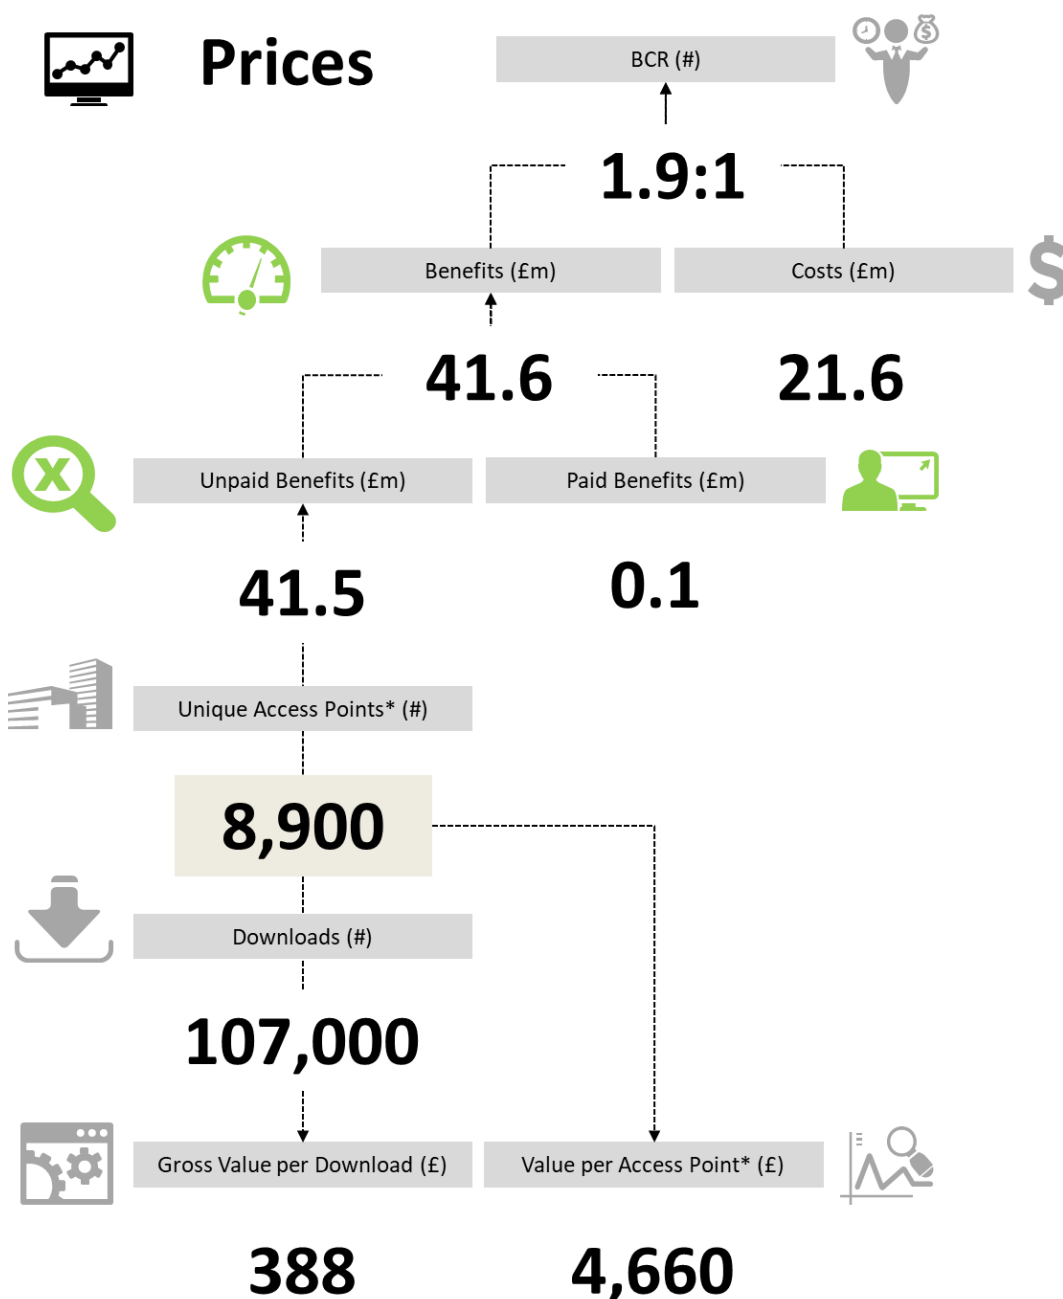 Prices
BCR (#)
1.9:1
Benefits (£m)
Costs (£m)
41.6
21.6
Unpaid Benefits (£m)
Paid Benefits (£m)
41.5
0.1
Unique Access Points* (#)
8,900
Downloads (#)
107,000
Gross Value per Download (£)
Value per Access Point* (£)
388
4,660